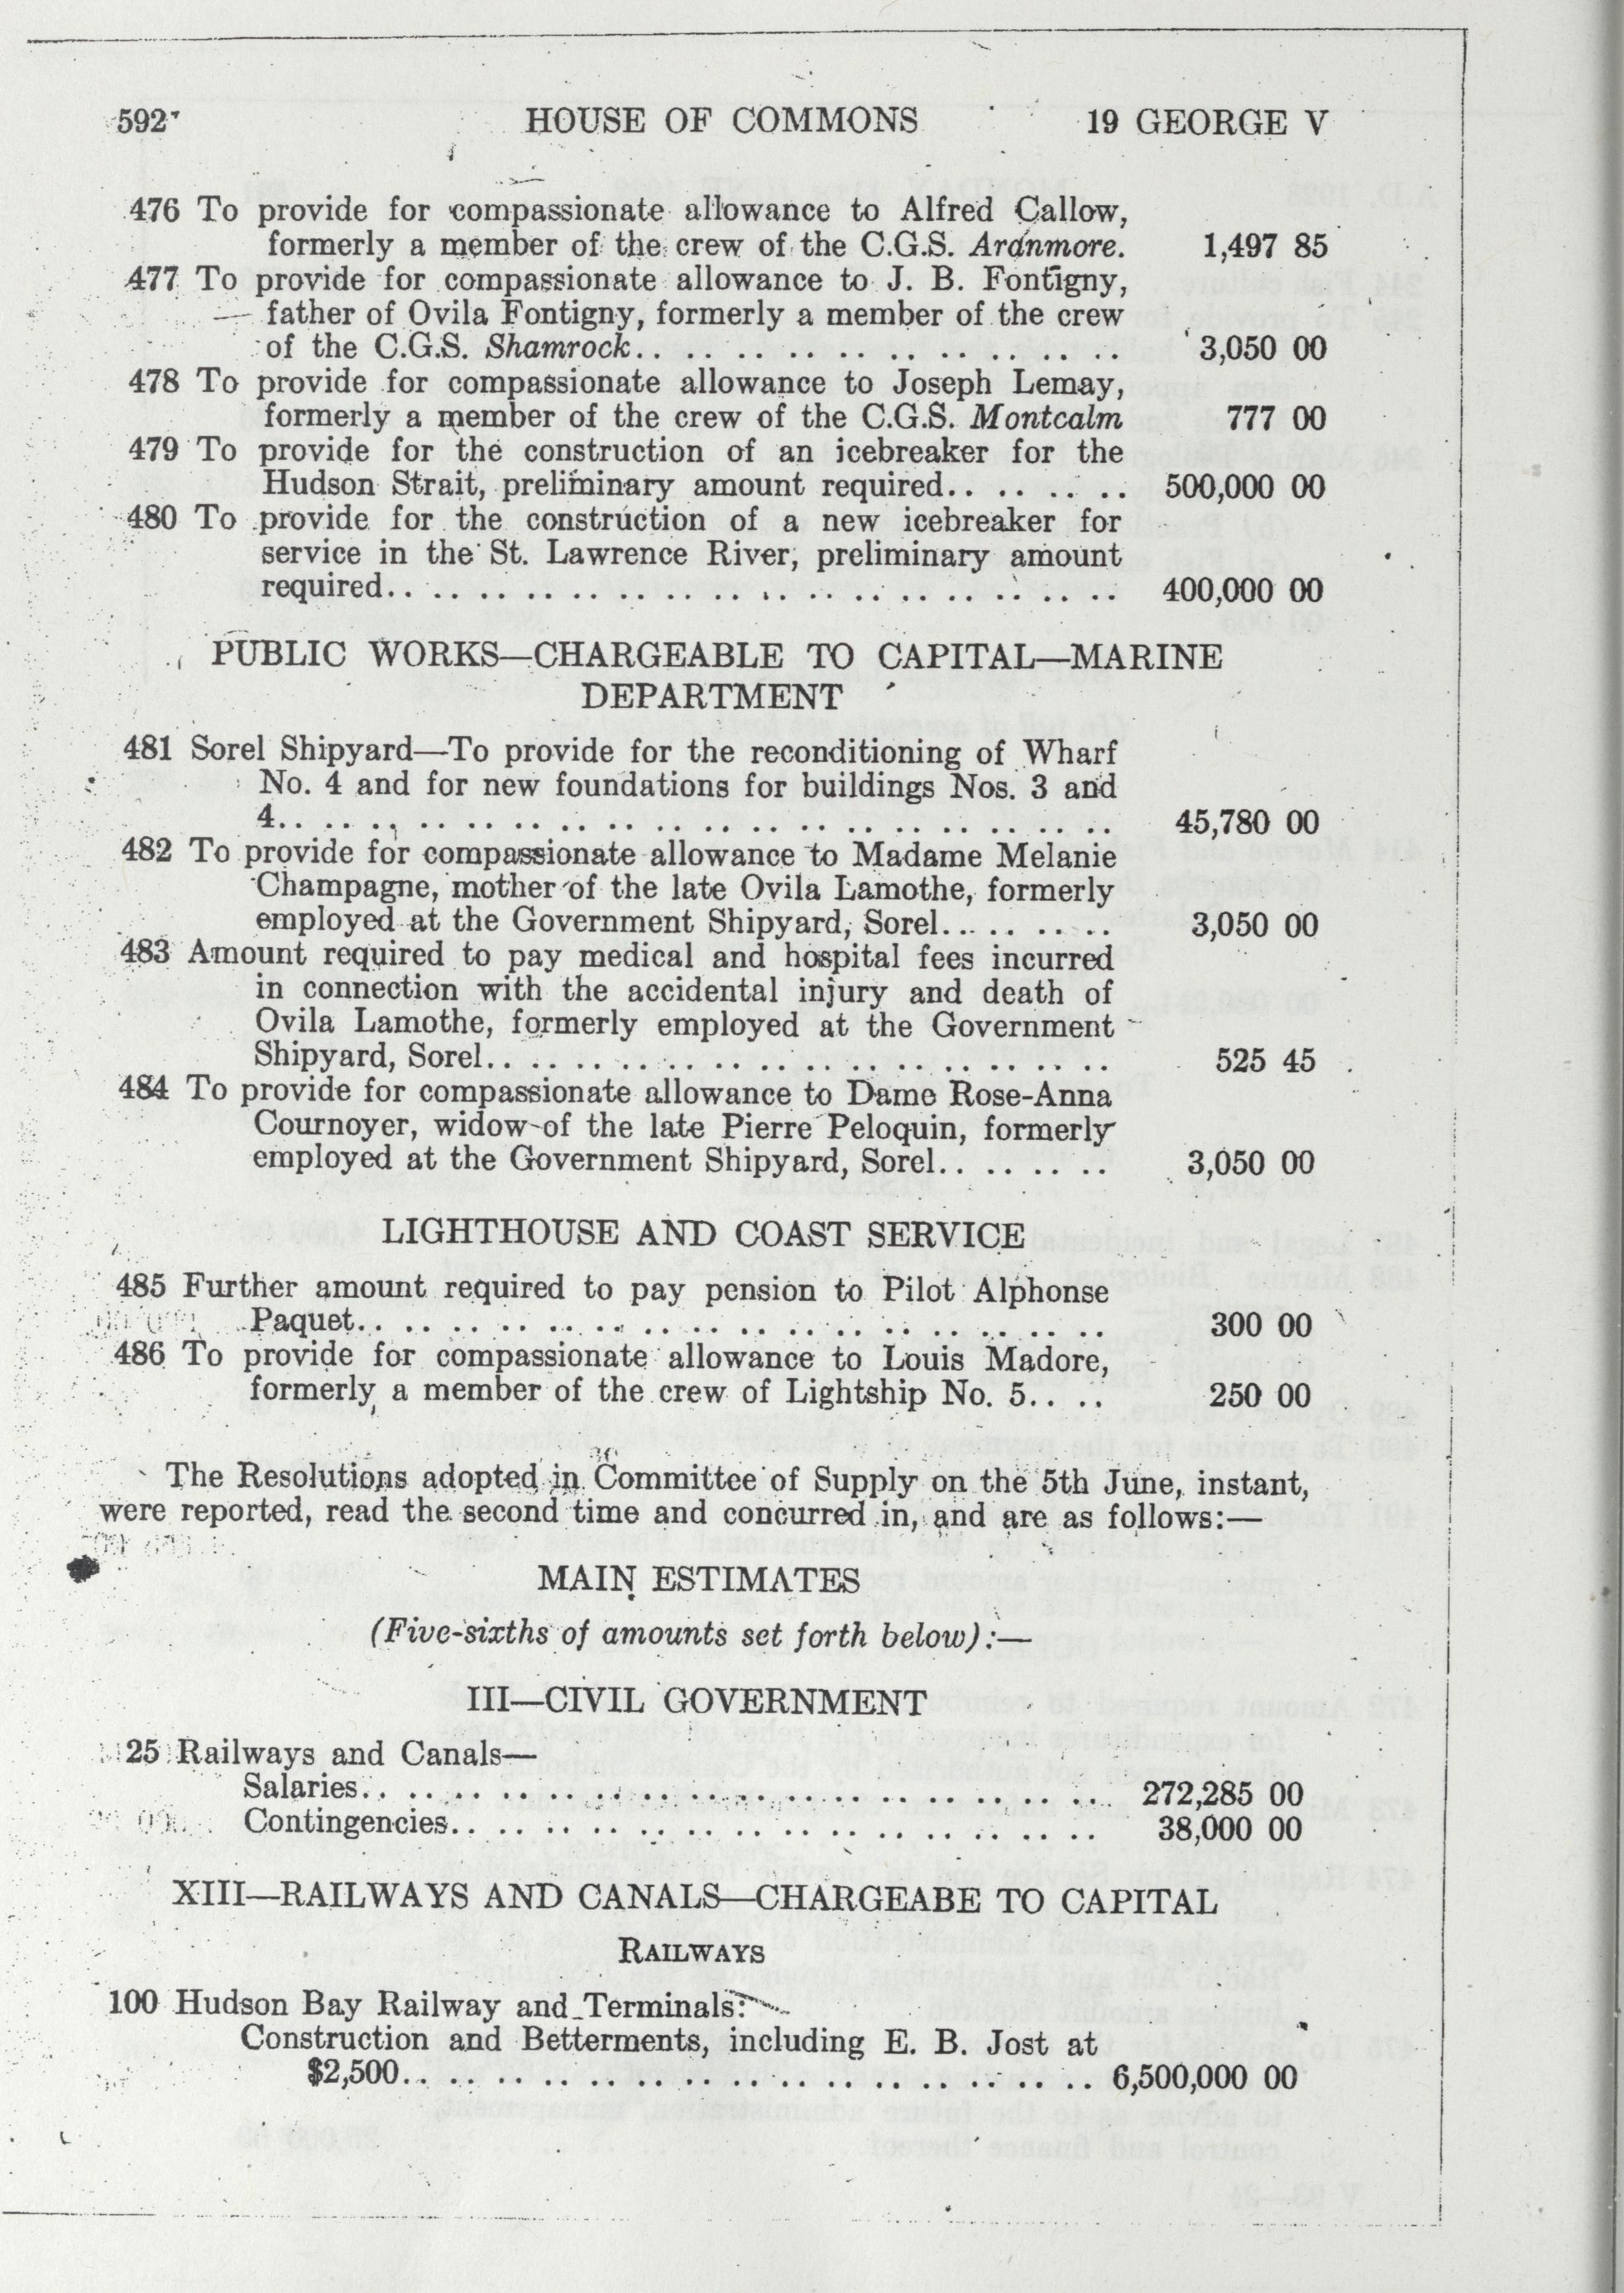 592
HOUSE OF COMMONS
19 GEORGE V
476 To provide for compassionate allowance to Alfred Callow,
formerly a member of the crew of the C.G.S. Ardnmore. 1,497 85
477 To provide for compassionate allowance to J. B. Fontigny,
father of Ovila Fontigny, formerly a member of the crew
of the C.G.S. Shamrock.. .. .. .. .. .. .. .. .. .. .. 3,050 00
478 To provide for compassionate allowance to Joseph Lemay,
formerly a member of the crew of the C.G.S. Montcalm 777 00
479 To provide for the construction of an icebreaker for the
Hudson Strait, preliminary amount required.. .. .. .. 500,000 00
480 To provide for the construction of a new icebreaker for
service in the St. Lawrence River, preliminary amount
required.. .. .. .. .. .. .. .. .. .. .. .. .. .. .. .. 400,000 00
PUBLIC WORKS—CHARGEABLE TO CAPITAL—MARINE
DEPARTMENT
481 Sorel Shipyard—To provide for the reconditioning of Wharf
No. 4 and for new foundations for buildings Nos. 3 and
4.. .. .. .. .. .. .. .. .. .. .. .. .. .. .. .. .. .. 45,780 00
482 To provide for compassionate allowance to Madame Melanie
Champagne, mother of the late Ovila Lamothe, formerly
employed at the Government Shipyard, Sorel.. .. .. .. 3,050 00
483 Amount required to pay medical and hospital fees incurred
in connection with the accidental injury and death of
Ovila Lamothe, formerly employed at the Government
Shipyard, Sorel.. .. .. .. .. .. .. .. .. .. .. .. .. .. 525 45
484 To provide for compassionate allowance to Dame Rose-Anna
Cournoyer, widow of the late Pierre Peloquin, formerly
employed at the Government Shipyard, Sorel.. .. .. .. 3,050 00
LIGHTHOUSE AND COAST SERVICE
485 Further amount required to pay pension to Pilot Alphonse
Paquet.. .. .. .. .. .. .. .. .. .. .. .. .. .. .. .. 300 00
486 To provide for compassionate allowance to Louis Madore,
formerly a member of the crew of Lightship No. 5.. .. 250 00
The Resolutions adopted in Committee of Supply on the 5th June, instant,
were reported, read the second time and concurred in, and are as follows:—
MAIN ESTIMATES
(Five-sixths of amounts set forth below):—
III—CIVIL GOVERNMENT
25 Railways and Canals—
Salaries.. .. .. .. .. .. .. .. .. .. .. .. .. .. .. .. 272,285 00
Contingencies.. .. .. .. .. .. .. .. .. .. .. .. .. .. 38,000 00
XIII—RAILWAYS AND CANALS—CHARGEABE TO CAPITAL
RAILWAYS
100 Hudson Bay Railway and Terminals:
Construction and Betterments, including E. B. Jost at
$2,500.. .. .. .. .. .. .. .. .. .. .. .. .. .. .. 6,500,000 00